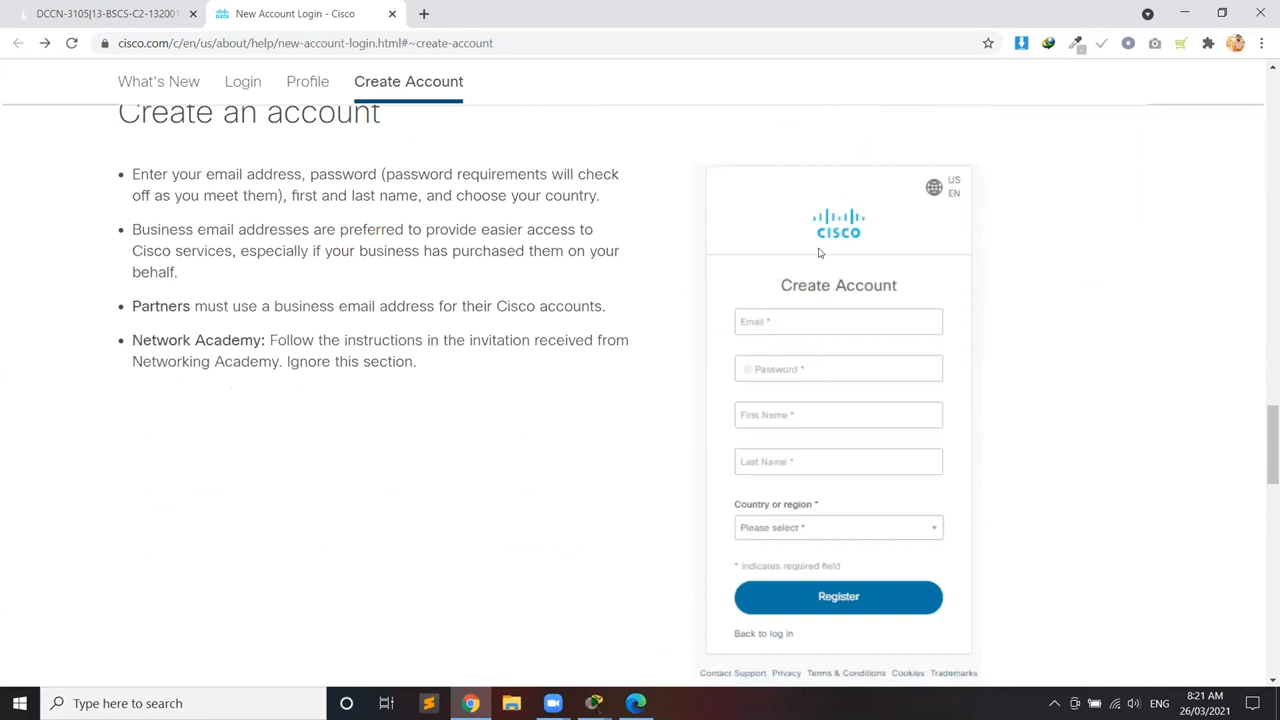 DCCN-3105|13-BSCS-C2-132001
New Account Login - Cisco
cisco.com/c/en/us/about/help/new-account-login.html#~create-account
What's New
Login
Profile
Create Account
Create an account
Enter your email address, password (password requirements will check
off as you meet them), first and last name, and choose your country.
Business email addresses are preferred to provide easier access to
Cisco services, especially if your business has purchased them on your
behalf.
Partners must use a business email address for their Cisco accounts.
Network Academy: Follow the instructions in the invitation received from
Networking Academy. Ignore this section.
US
EN
CISCO
Create Account
Email *
Password *
First Name *
Last Name *
Country or region *
Please select *
* indicates required field
Register
Back to log in
Contact Support Privacy Terms & Conditions Cookies Trademarks
Type here to search
ENG
8:21 AM
26/03/2021